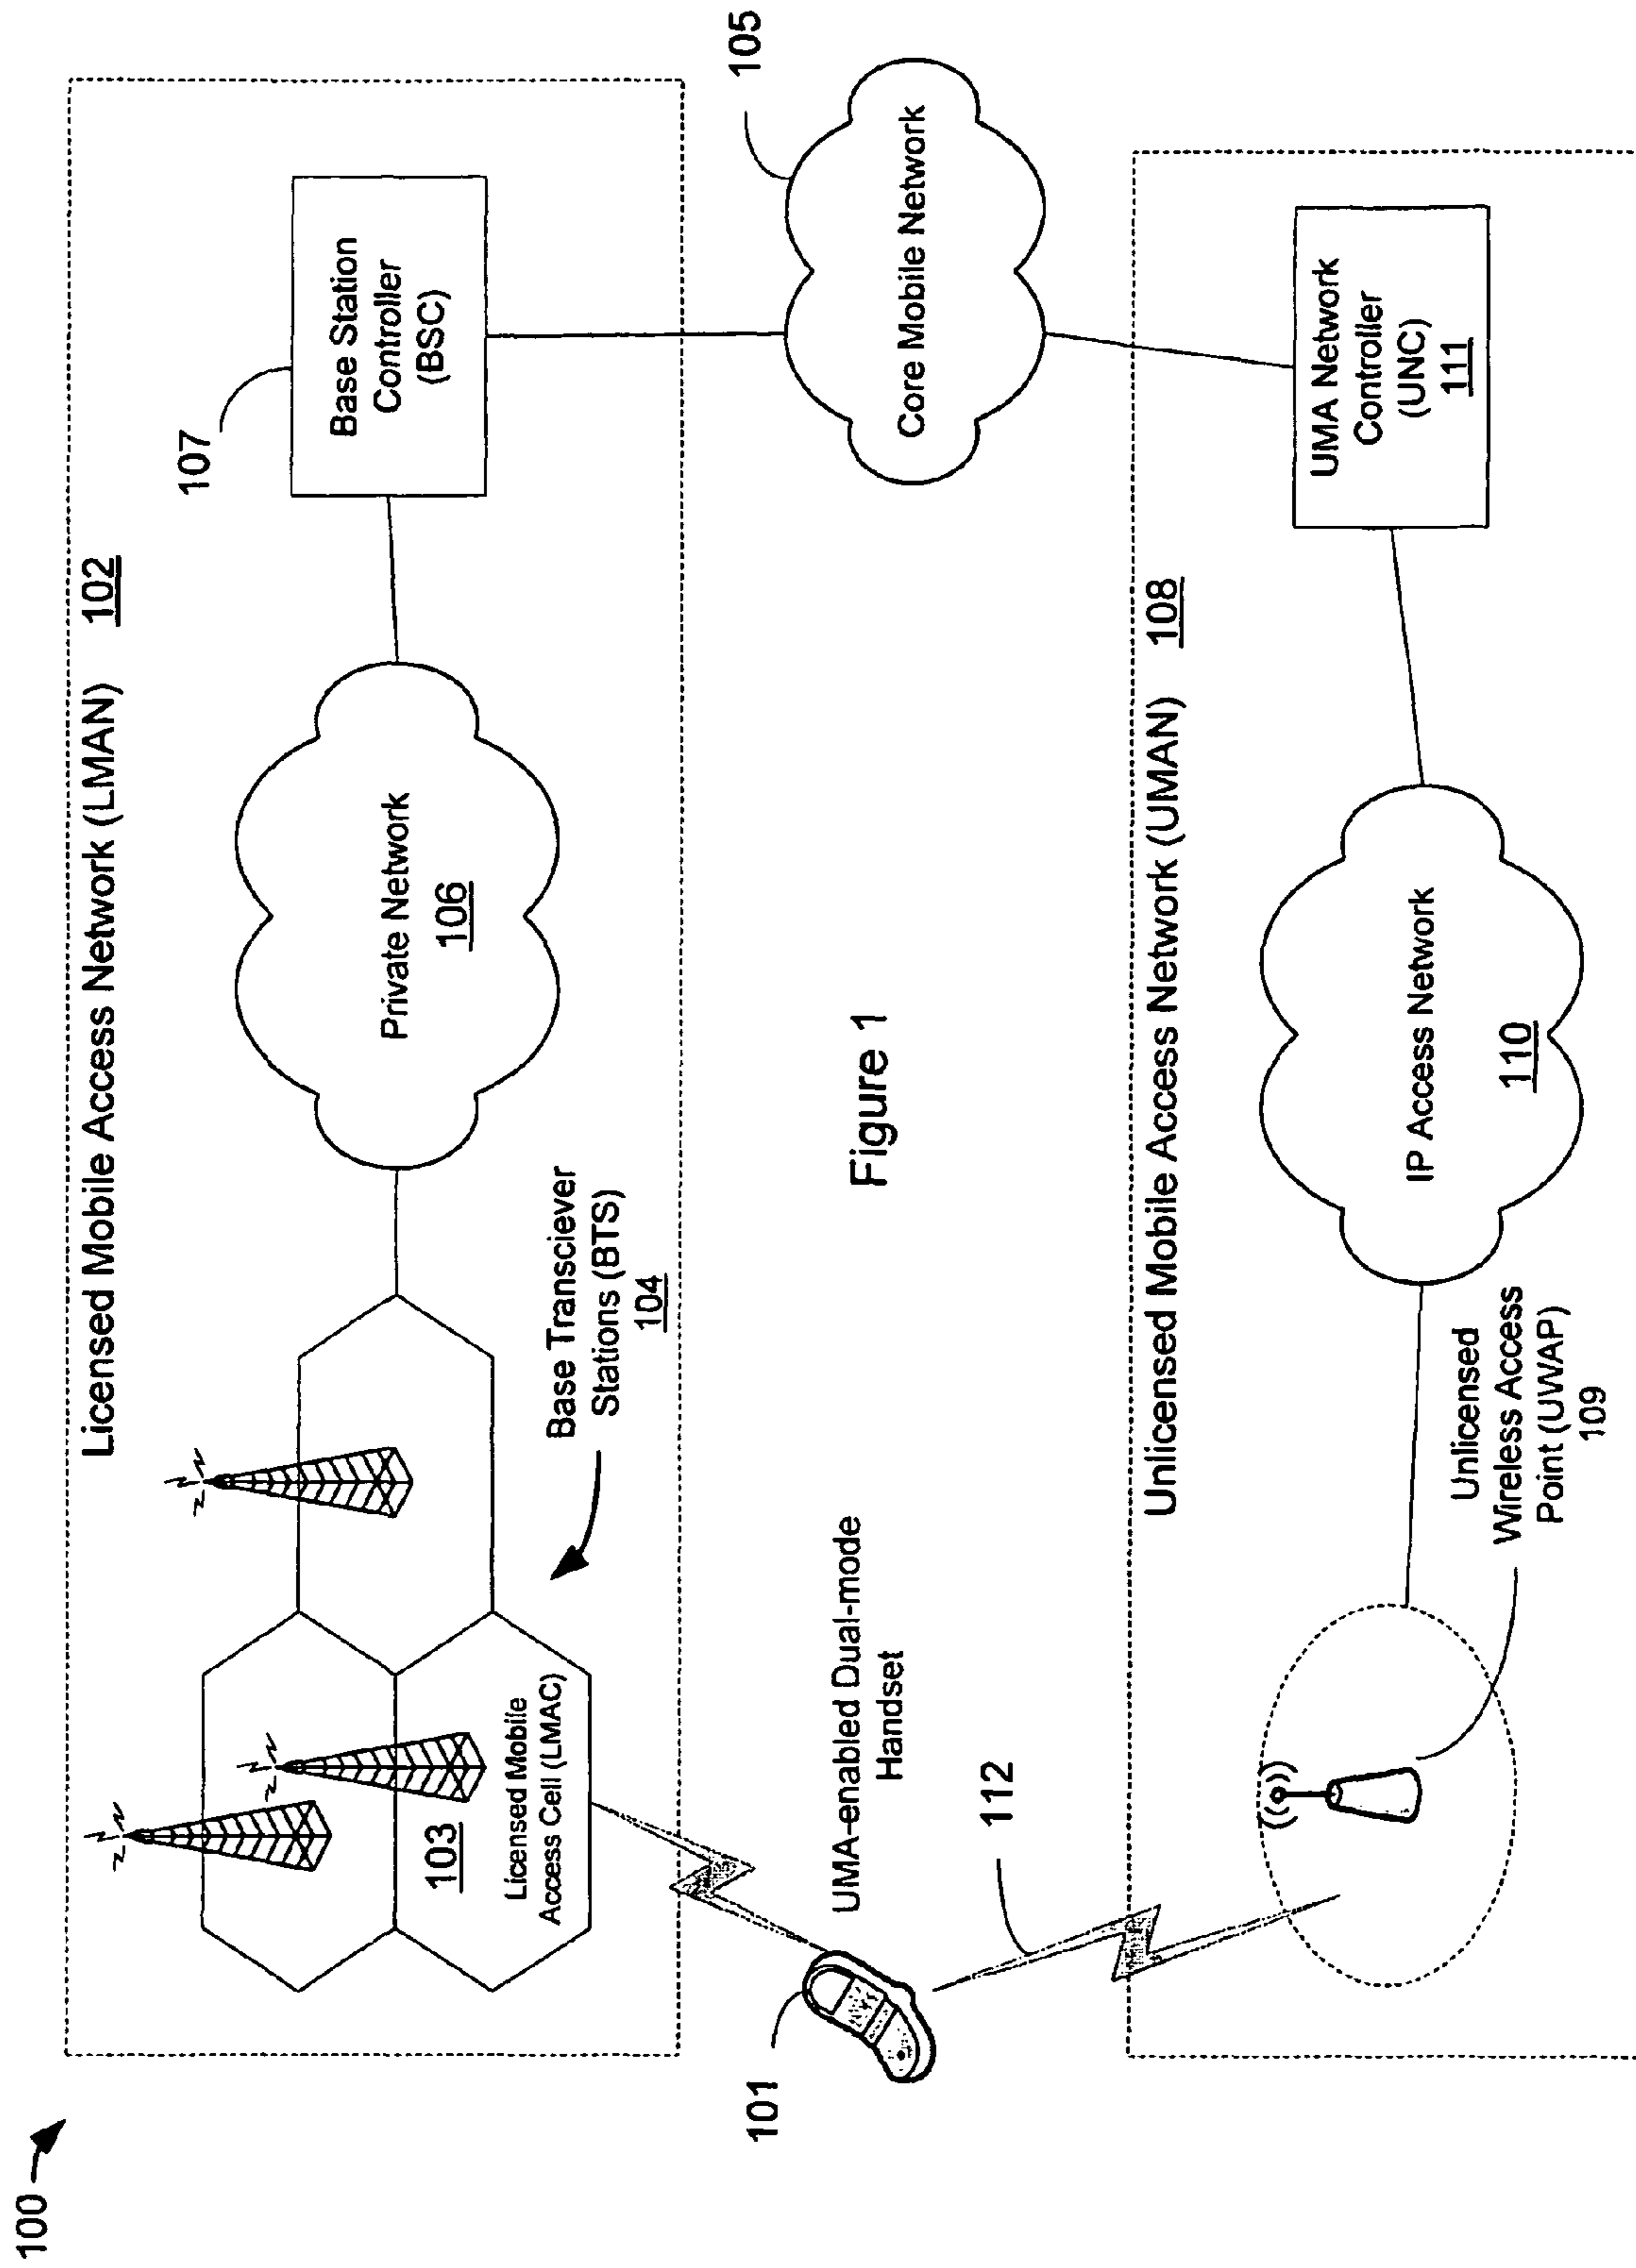 100
Licensed Mobile Access Network (LMAN) 102
103
Licensed Mobile
Access Cell (LMAC)
Base Transciever
Stations (BTS)
104
Private Network
106
107
Base Station
Controller
(BSC)
101
UMA-enabled Dual-mode
Handset
112
Figure 1
105
Core Mobile Network
Unlicensed Mobile Access Network (UMAN) 108
Unlicensed
Wireless Access
Point (UWAP)
109
IP Access Network
110
UMA Network
Controller
(UNC)
111